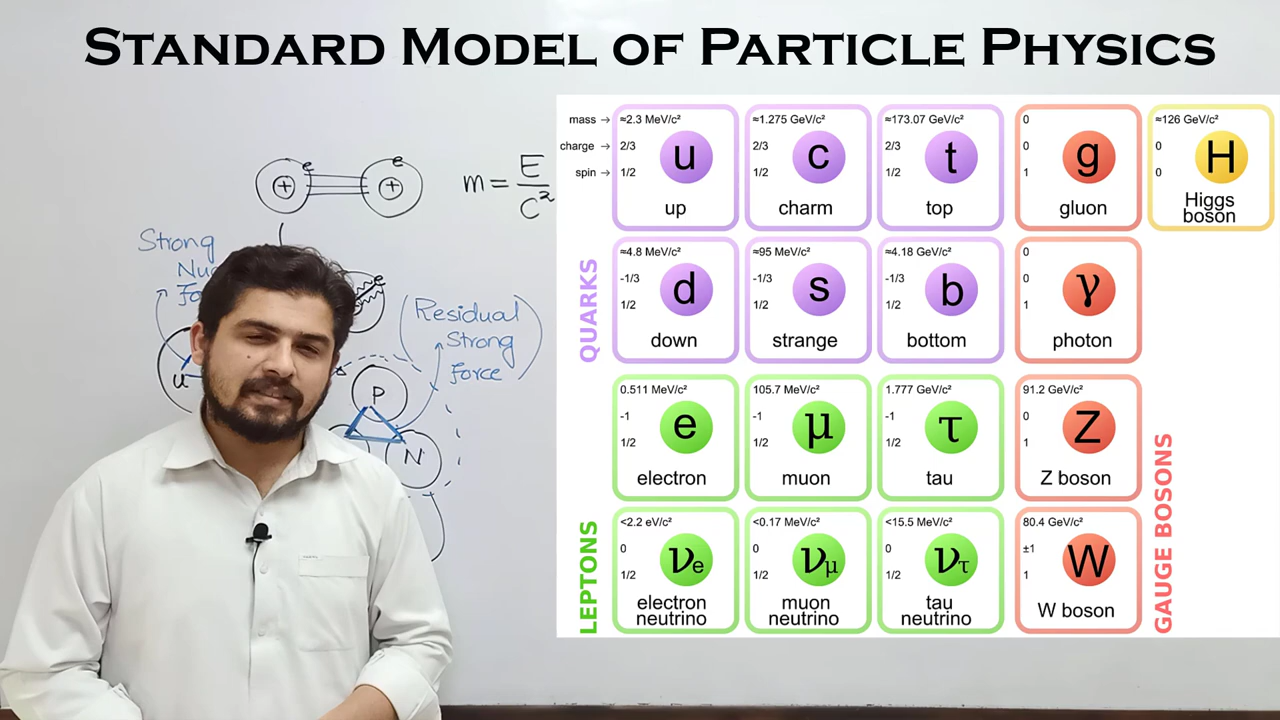 STANDARD MODEL OF PARTICLE PHYSICS
e e
+ +
m = E
C²
Strong
e
Residual
Strong
Force
u
P
N
mass →
charge →
spin →
≈2.3 MeV/c²
2/3
1/2
u
up
≈1.275 GeV/c²
2/3
1/2
c
charm
≈173.07 GeV/c²
2/3
1/2
t
top
0
0
1
g
gluon
≈126 GeV/c²
0
0
H
Higgs
boson
QUARKS
≈4.8 MeV/c²
-1/3
1/2
d
down
≈95 MeV/c²
-1/3
1/2
s
strange
≈4.18 GeV/c²
-1/3
1/2
b
bottom
0
0
1
γ
photon
0.511 MeV/c²
-1
1/2
e
electron
105.7 MeV/c²
-1
1/2
μ
muon
1.777 GeV/c²
-1
1/2
τ
tau
91.2 GeV/c²
0
1
Z
Z boson
LEPTONS
<2.2 eV/c²
0
1/2
νe
electron
neutrino
<0.17 MeV/c²
0
1/2
νμ
muon
neutrino
<15.5 MeV/c²
0
1/2
ντ
tau
neutrino
80.4 GeV/c²
±1
1
W
W boson
GAUGE BOSONS